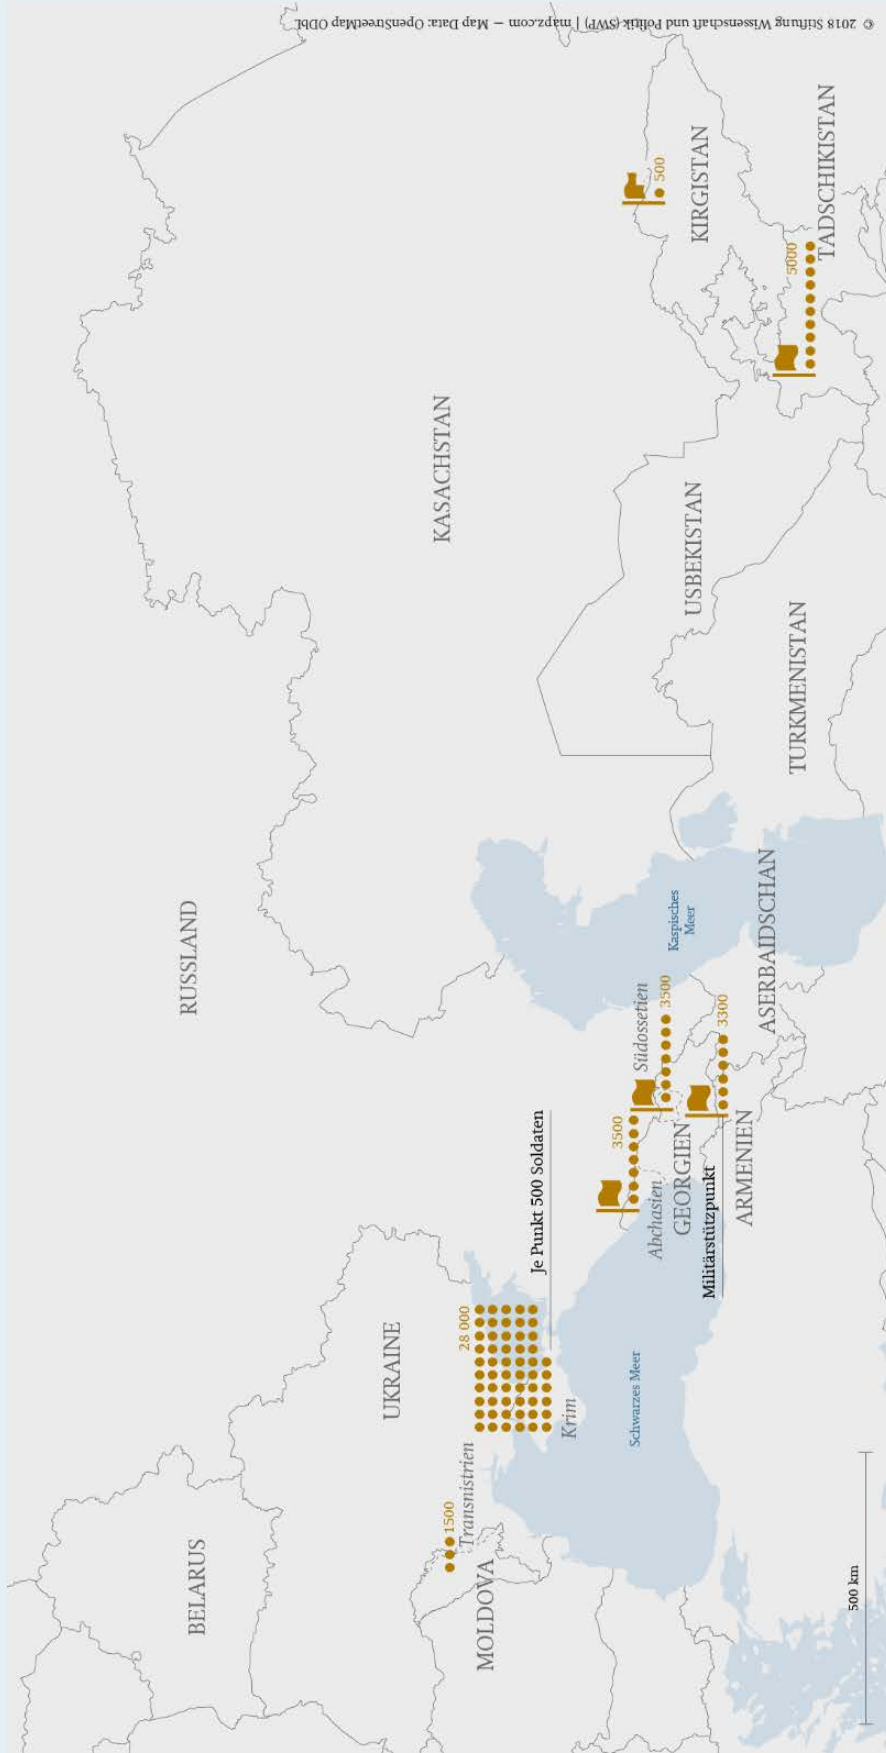 RUSSLAND
BELARUS
UKRAINE
KASACHSTAN
1500
Transnistrien
MOLDOVA
28 000
Krim
Je Punkt 500 Soldaten
Schwarzes Meer
3500
Abchasien
Südossetien
3500
GEORGIEN
Militärstützpunkt
3300
ARMENIEN
ASERBAIDSCHAN
Kaspisches
Meer
USBEKISTAN
TURKMENISTAN
500
KIRGISTAN
5000
TADSCHIKISTAN
500 km
© 2018 Stiftung Wissenschaft und Politik (SWP) | mapz.com – Map Data: OpenStreetMap ODbL